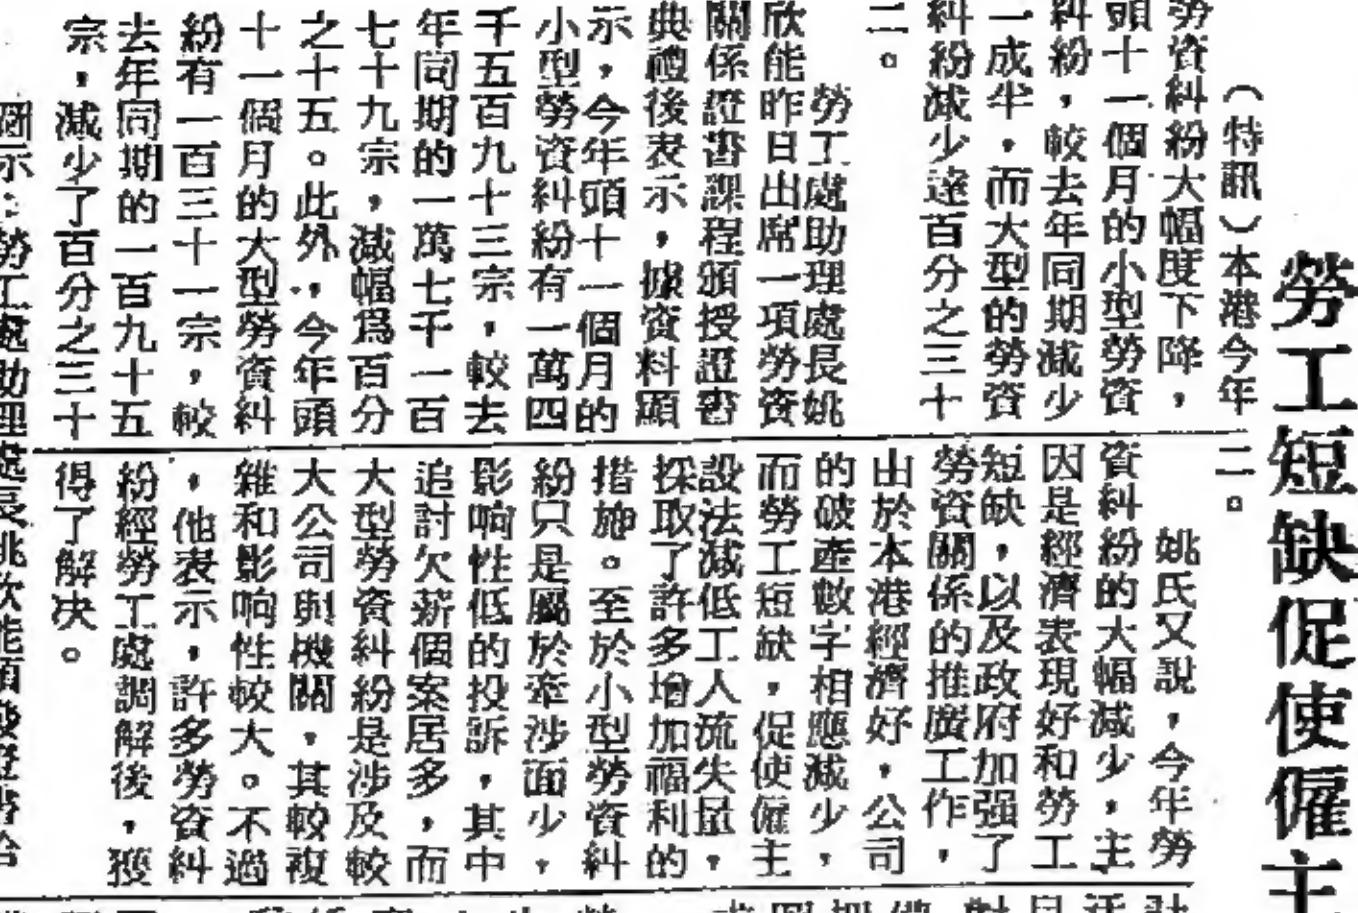 勞工短缺促使僱主
（特訊）本港今年
勞資糾紛大幅度下降，
頭十一個月的小型勞資
糾紛，較去年同期減少
一成半，而大型的勞資
糾紛減少達百分之三十
二。
勞工處助理處長姚
欣能昨日出席一項勞資
關係證書課程頒授證書
典禮後表示，據資料顯
示，今年頭十一個月的
小型勞資糾紛有一萬四
千五百九十三宗，較去
年同期的一萬七千一百
七十九宗，減幅爲百分
之十五。此外，今年頭
十一個月的大型勞資糾
紛有一百三十一宗，較
去年同期的一百九十五
宗，減少了百分之三十
二。
姚氏又說，今年勞
資糾紛的大幅減少，主
因是經濟表現好和勞工
短缺，以及政府加强了
勞資關係的推廣工作，
出於本港經濟好，公司
的破產數字相應減少，
而勞工短缺，促使僱主
設法減低工人流失量，
採取了許多增加福利的
措施。至於小型勞資糾
紛只是屬於牽涉面少，
影响性低的投訴，其中
追討欠薪個案居多，而
大型勞資糾紛是涉及較
大公司與機關，其較複
雜和影响性較大。不過
，他表示，許多勞資糾
紛經勞工處調解後，獲
得了解决。
圖示：勞工處助理處長姚欣能頒發證書給